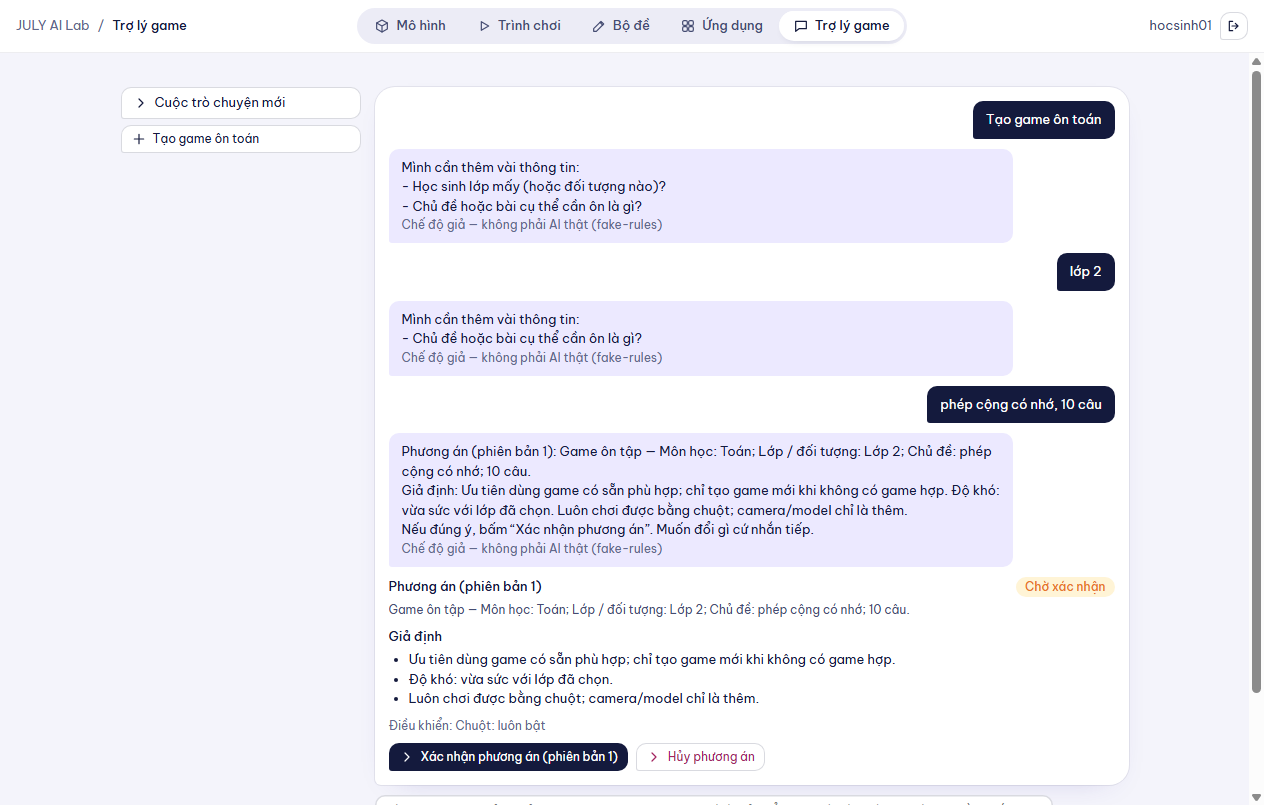 JULY AI Lab / Trợ lý game
Mô hình
Trình chơi
Bộ đề
Ứng dụng
Trợ lý game
hocsinh01
Cuộc trò chuyện mới
Tạo game ôn toán
Tạo game ôn toán
Mình cần thêm vài thông tin:
- Học sinh lớp mấy (hoặc đối tượng nào)?
- Chủ đề hoặc bài cụ thể cần ôn là gì?
Chế độ giả — không phải AI thật (fake-rules)
lớp 2
Mình cần thêm vài thông tin:
- Chủ đề hoặc bài cụ thể cần ôn là gì?
Chế độ giả — không phải AI thật (fake-rules)
phép cộng có nhớ, 10 câu
Phương án (phiên bản 1): Game ôn tập — Môn học: Toán; Lớp / đối tượng: Lớp 2; Chủ đề: phép
cộng có nhớ; 10 câu.
Giả định: Ưu tiên dùng game có sẵn phù hợp; chỉ tạo game mới khi không có game hợp. Độ khó:
vừa sức với lớp đã chọn. Luôn chơi được bằng chuột; camera/model chỉ là thêm.
Nếu đúng ý, bấm “Xác nhận phương án”. Muốn đổi gì cứ nhắn tiếp.
Chế độ giả — không phải AI thật (fake-rules)
Phương án (phiên bản 1)
Chờ xác nhận
Game ôn tập — Môn học: Toán; Lớp / đối tượng: Lớp 2; Chủ đề: phép cộng có nhớ; 10 câu.
Giả định
• Ưu tiên dùng game có sẵn phù hợp; chỉ tạo game mới khi không có game hợp.
• Độ khó: vừa sức với lớp đã chọn.
• Luôn chơi được bằng chuột; camera/model chỉ là thêm.
Điều khiển: Chuột: luôn bật
Xác nhận phương án (phiên bản 1)
Hủy phương án